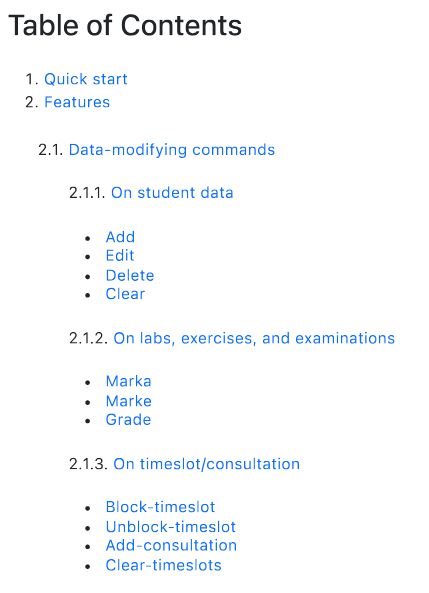 Table of Contents
1. Quick start
2. Features
2.1. Data-modifying commands
2.1.1. On student data
• Add
• Edit
• Delete
• Clear
2.1.2. On labs, exercises, and examinations
• Marka
• Marke
• Grade
2.1.3. On timeslot/consultation
• Block-timeslot
• Unblock-timeslot
• Add-consultation
• Clear-timeslots